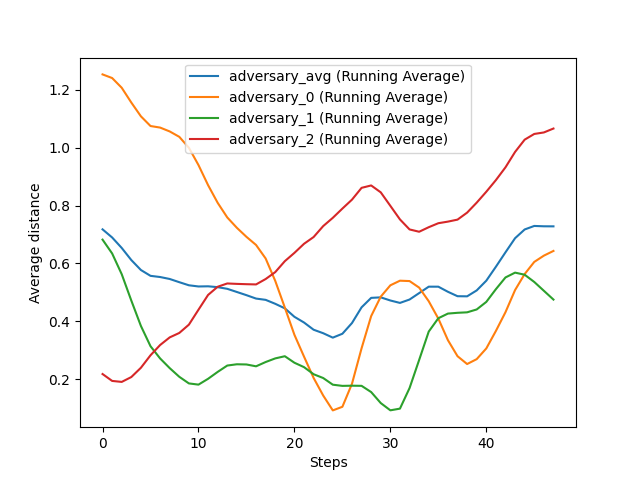 adversary_avg (Running Average)
adversary_0 (Running Average)
adversary_1 (Running Average)
adversary_2 (Running Average)
1.2
1.0
0.8
0.6
0.4
0.2
Average distance
0 10 20 30 40
Steps